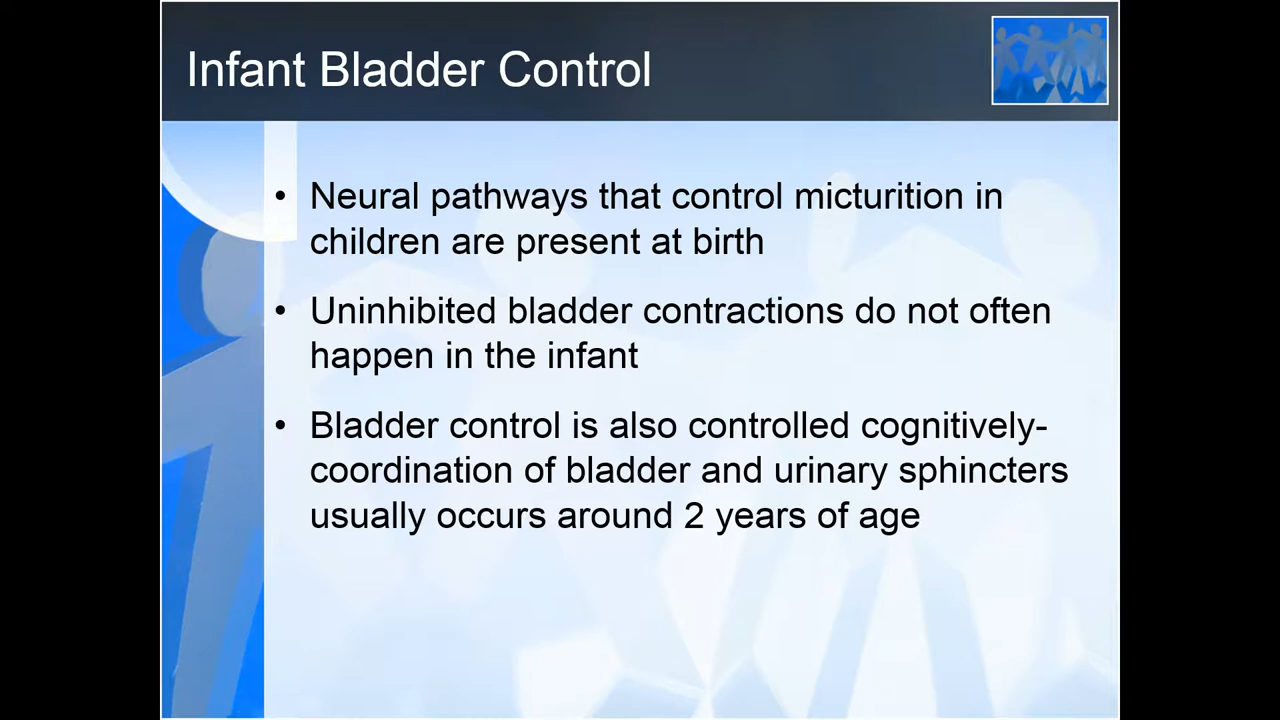 Infant Bladder Control
• Neural pathways that control micturition in
children are present at birth
• Uninhibited bladder contractions do not often
happen in the infant
• Bladder control is also controlled cognitively-
coordination of bladder and urinary sphincters
usually occurs around 2 years of age